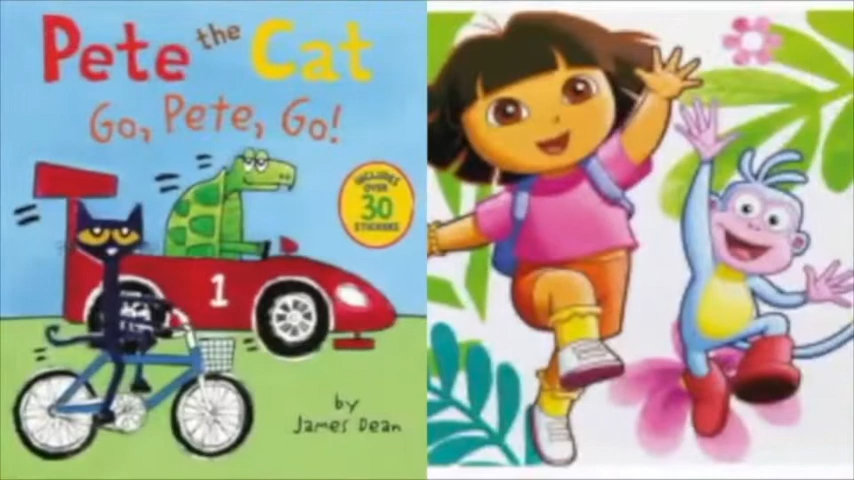 Pete the Cat
Go, Pete, Go!
INCLUDES
OVER
30
STICKERS
1
by
James Dean